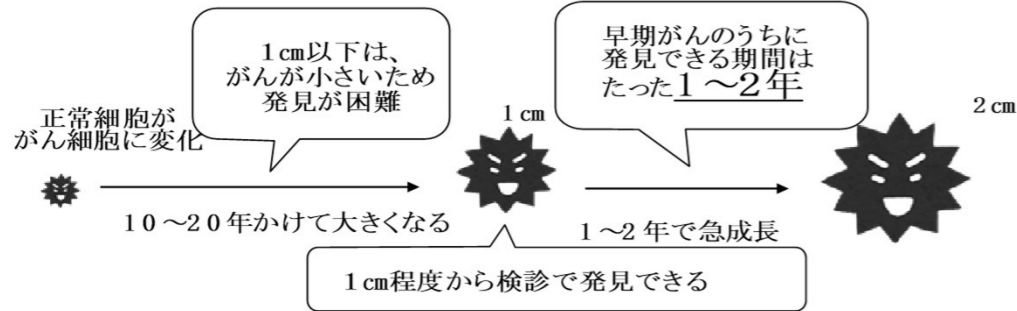 1cm以下は、
がんが小さいため
発見が困難
早期がんのうちに
発見できる期間は
たった1～2年
正常細胞が
がん細胞に変化
1cm
2cm
10～20年かけて大きくなる
1～2年で急成長
1cm程度から検診で発見できる